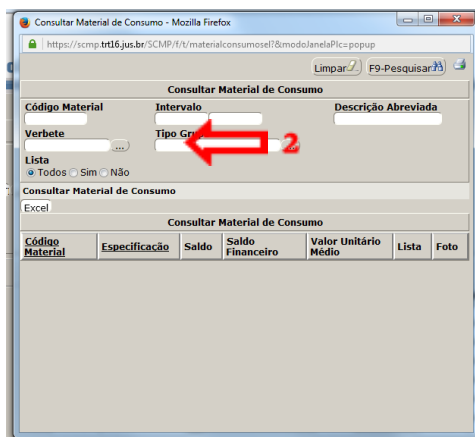 Consultar Material de Consumo - Mozilla Firefox
https://scmp.trt16.jus.br/SCMP/f/t/materialconsumosel?&modoJanelaPlc=popup
Limpar F9-Pesquisar
Consultar Material de Consumo
Código Material Intervalo Descrição Abreviada
Verbete Tipo
... 2
Lista
Todos Sim Não
Consultar Material de Consumo
Excel
Consultar Material de Consumo
Código Material Especificação Saldo Saldo Financeiro Valor Unitário Médio Lista Foto